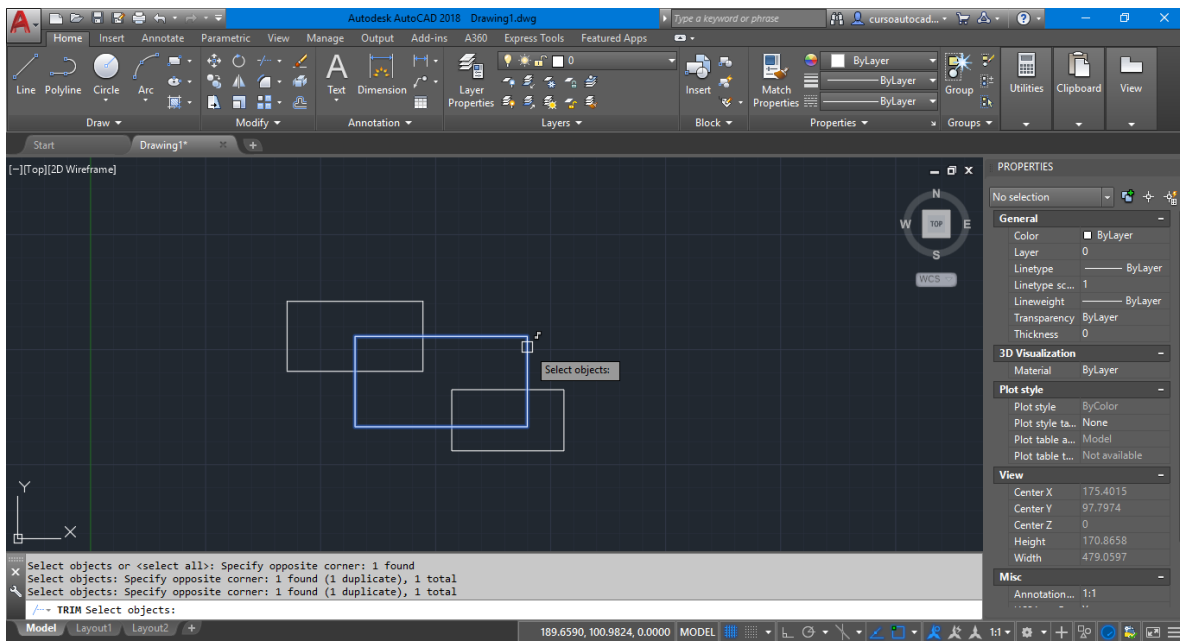 Autodesk AutoCAD 2018 Drawing1.dwg
Type a keyword or phrase
cursoautocad...
Home Insert Annotate Parametric View Manage Output Add-ins A360 Express Tools Featured Apps
Line Polyline Circle Arc
Text Dimension
Layer Properties
0
Insert
Match Properties
ByLayer
ByLayer
ByLayer
Group
Utilities Clipboard View
Draw Modify Annotation Layers Block Properties Groups
Start Drawing1* +
[−][Top][2D Wireframe]
N
W TOP E
S
WCS
Select objects:
Y
X
PROPERTIES
No selection
General
Color ByLayer
Layer 0
Linetype ByLayer
Linetype sc... 1
Lineweight ByLayer
Transparency ByLayer
Thickness 0
3D Visualization
Material ByLayer
Plot style
Plot style ByColor
Plot style ta... None
Plot table a... Model
Plot table t... Not available
View
Center X 175.4015
Center Y 97.7974
Center Z 0
Height 170.8658
Width 479.0597
Misc
Annotation... 1:1
Select objects or <select all>: Specify opposite corner: 1 found
Select objects: Specify opposite corner: 1 found (1 duplicate), 1 total
Select objects: Specify opposite corner: 1 found (1 duplicate), 1 total
TRIM Select objects:
Model Layout1 Layout2 +
189.6590, 100.9824, 0.0000 MODEL 1:1